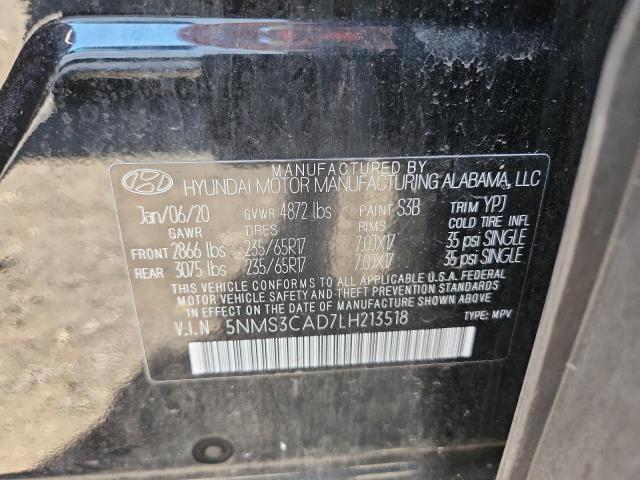 MANUFACTURED BY
HYUNDAI MOTOR MANUFACTURING ALABAMA, LLC
Jan/06/20 GVWR 4872 lbs PAINT S3B TRIM YPJ
GAWR TIRES RIMS COLD TIRE INFL
FRONT 2866 lbs 235/65R17 7.0JX17 35 psi SINGLE
REAR 3075 lbs 235/65R17 7.0JX17 35 psi SINGLE
THIS VEHICLE CONFORMS TO ALL APPLICABLE U.S.A. FEDERAL
MOTOR VEHICLE SAFETY AND THEFT PREVENTION STANDARDS
IN EFFECT ON THE DATE OF MANUFACTURE SHOWN ABOVE.
V.I.N 5NMS3CAD7LH213518 TYPE: MPV